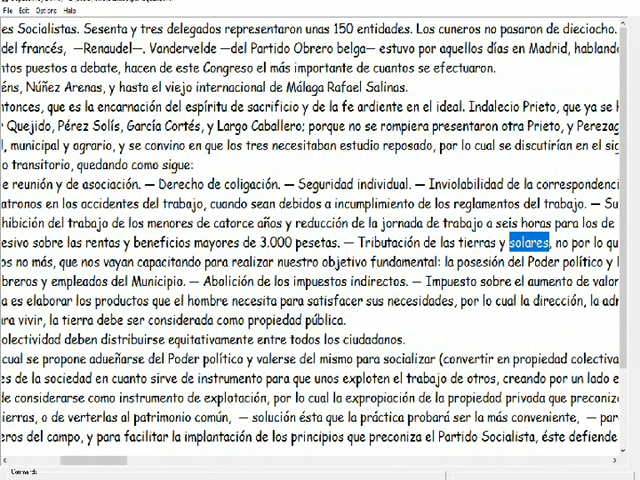 File Edit Options Help
es Socialistas. Sesenta y tres delegados representaron unas 150 entidades. Los cuneros no pasaron de dieciocho.
del francés, —Renaudel—. Vandervelde —del Partido Obrero belga— estuvo por aquellos días en Madrid, habland
ntos puestos a debate, hacen de este Congreso el más importante de cuantos se efectuaron.
éns, Núñez Arenas, y hasta el viejo internacional de Málaga Rafael Salinas.
tonces, que es la encarnación del espíritu de sacrificio y de la fe ardiente en el ideal. Indalecio Prieto, que ya se
Quejido, Pérez Solís, García Cortés, y Largo Caballero; porque no se rompiera presentaron otra Prieto, y Perezag
l, municipal y agrario, y se convino en que los tres necesitaban estudio reposado, por lo cual se discutirían en el sig
o transitorio, quedando como sigue:
e reunión y de asociación. — Derecho de coligación. — Seguridad individual. — Inviolabilidad de la correspondenci
atronos en los accidentes del trabajo, cuando sean debidos a incumplimiento de los reglamentos del trabajo. — Su
hibición del trabajo de los menores de catorce años y reducción de la jornada de trabajo a seis horas para los de
esivo sobre las rentas y beneficios mayores de 3.000 pesetas. — Tributación de las tierras y solares, no por lo qu
os no más, que nos vayan capacitando para realizar nuestro objetivo fundamental: la posesión del Poder político y l
breros y empleados del Municipio. — Abolición de los impuestos indirectos. — Impuesto sobre el aumento de valor
a es elaborar los productos que el hombre necesita para satisfacer sus necesidades, por lo cual la dirección, la adr
ara vivir, la tierra debe ser considerada como propiedad pública.
olectividad deben distribuirse equitativamente entre todos los ciudadanos.
cual se propone adueñarse del Poder político y valerse del mismo para socializar (convertir en propiedad colectiva
es de la sociedad en cuanto sirve de instrumento para que unos exploten el trabajo de otros, creando por un lado e
de considerarse como instrumento de explotación, por lo cual la expropiación de la propiedad privada que preconiz
ierras, o de verterlas al patrimonio común, — solución ésta que la práctica probará ser la más conveniente, — par
eros del campo, y para facilitar la implantación de los principios que preconiza el Partido Socialista, éste defiende